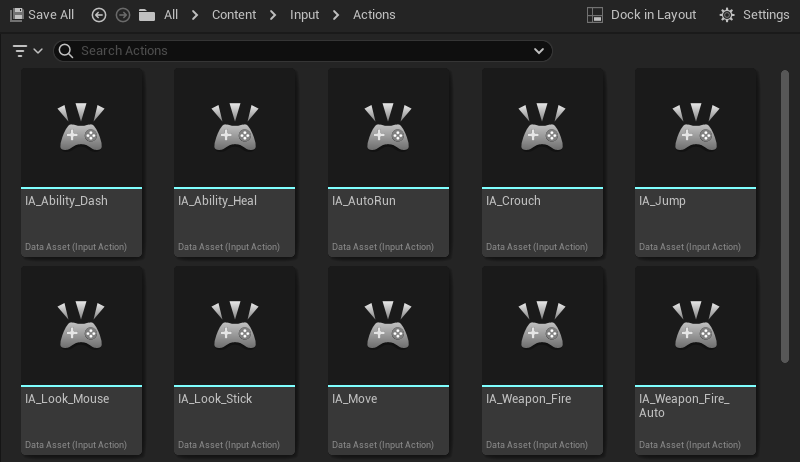 Save All All Content Input Actions Dock in Layout Settings
Search Actions
IA_Ability_Dash IA_Ability_Heal IA_AutoRun IA_Crouch IA_Jump
Data Asset (Input Action) Data Asset (Input Action) Data Asset (Input Action) Data Asset (Input Action) Data Asset (Input Action)
IA_Look_Mouse IA_Look_Stick IA_Move IA_Weapon_Fire IA_Weapon_Fire_
Auto
Data Asset (Input Action) Data Asset (Input Action) Data Asset (Input Action) Data Asset (Input Action) Data Asset (Input Action)